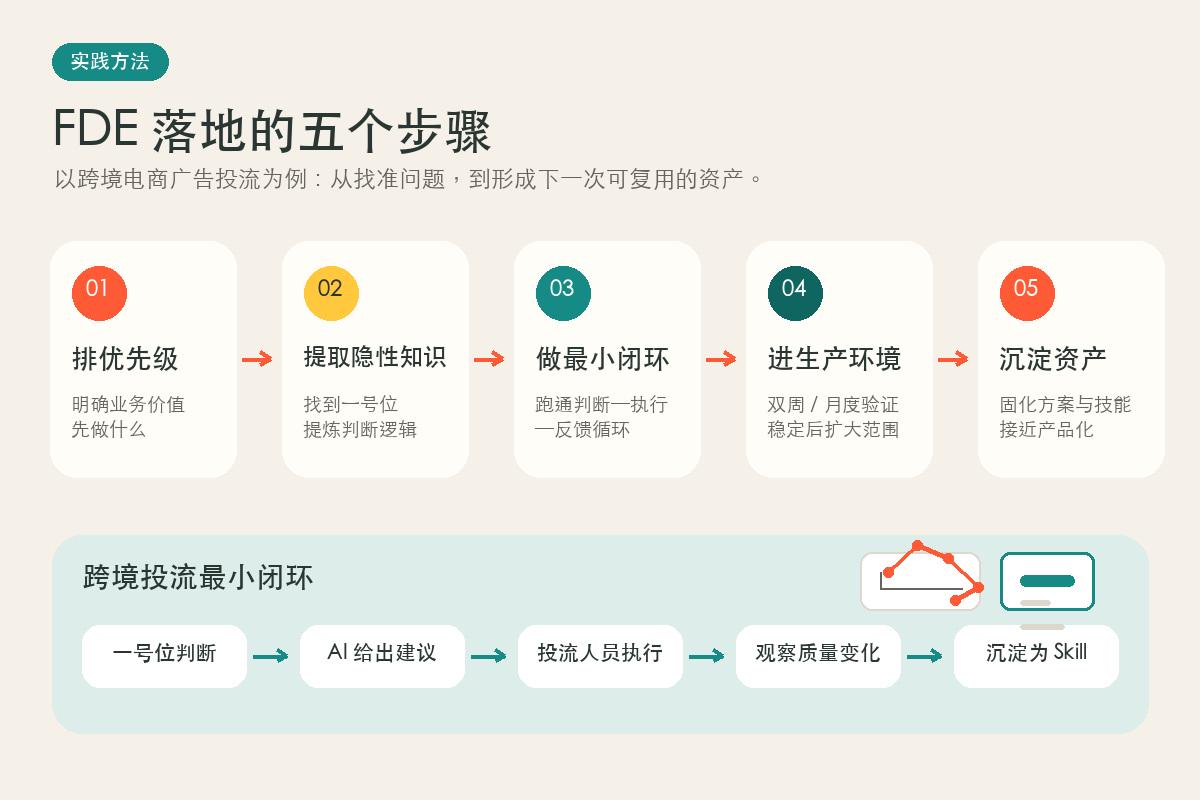 实践方法
FDE 落地的五个步骤
以跨境电商广告投流为例：从找准问题，到形成下一次可复用的资产。
01
排优先级
明确业务价值
先做什么
02
提取隐性知识
找到一号位
提炼判断逻辑
03
做最小闭环
跑通判断—执行
—反馈循环
04
进生产环境
双周 / 月度验证
稳定后扩大范围
05
沉淀资产
固化方案与技能
接近产品化
跨境投流最小闭环
一号位判断
AI 给出建议
投流人员执行
观察质量变化
沉淀为 Skill